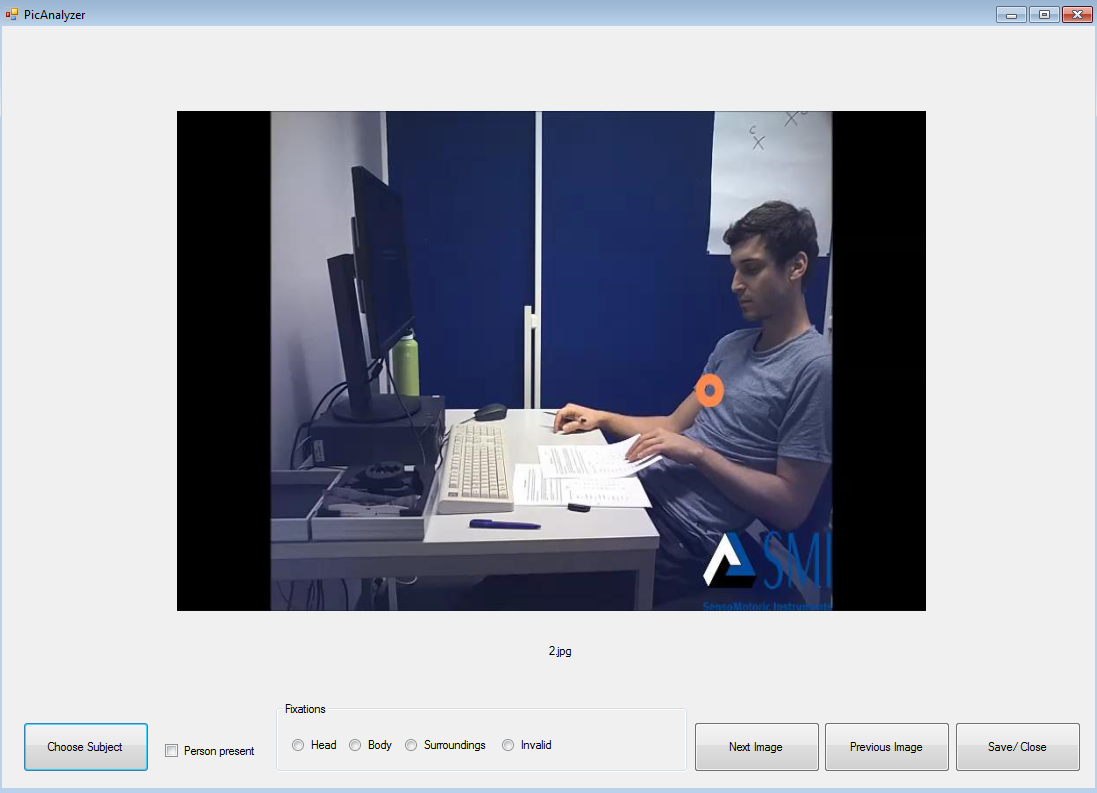 PicAnalyzer
c
X
X
SMI
SensoMotoric Instruments
2.jpg
Fixations
Choose Subject
Person present
Head Body Surroundings Invalid
Next Image Previous Image Save/ Close